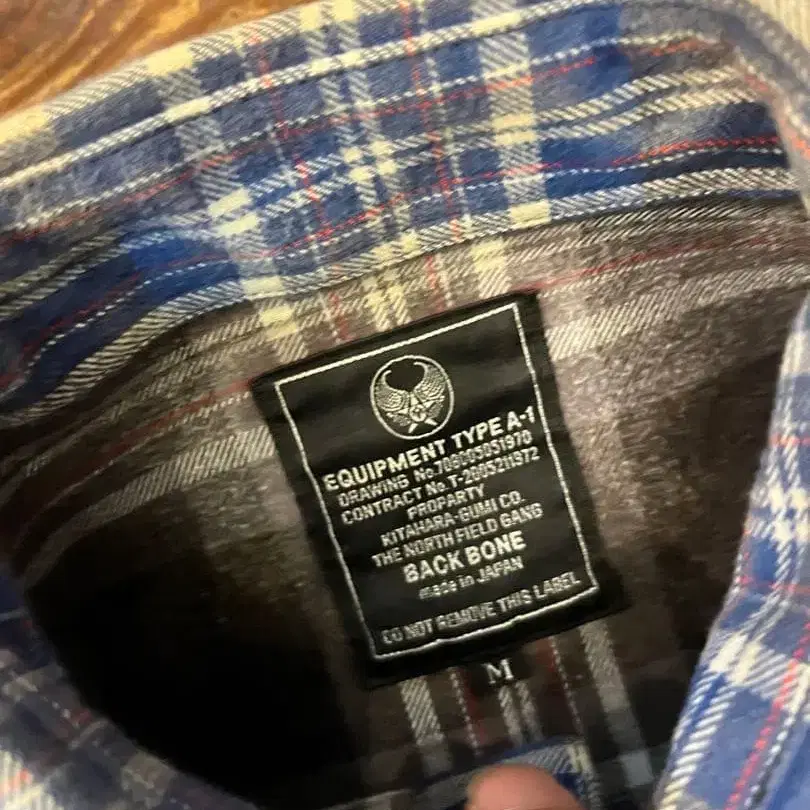 EQUIPMENT TYPE A-1
DRAWING No.
CONTRACT No. T-2005211972
PROPARTY
KITAHARA-GUMI CO.
THE NORTH FIELD GANG
BACK BONE
made in JAPAN
DO NOT REMOVE THIS LABEL
M